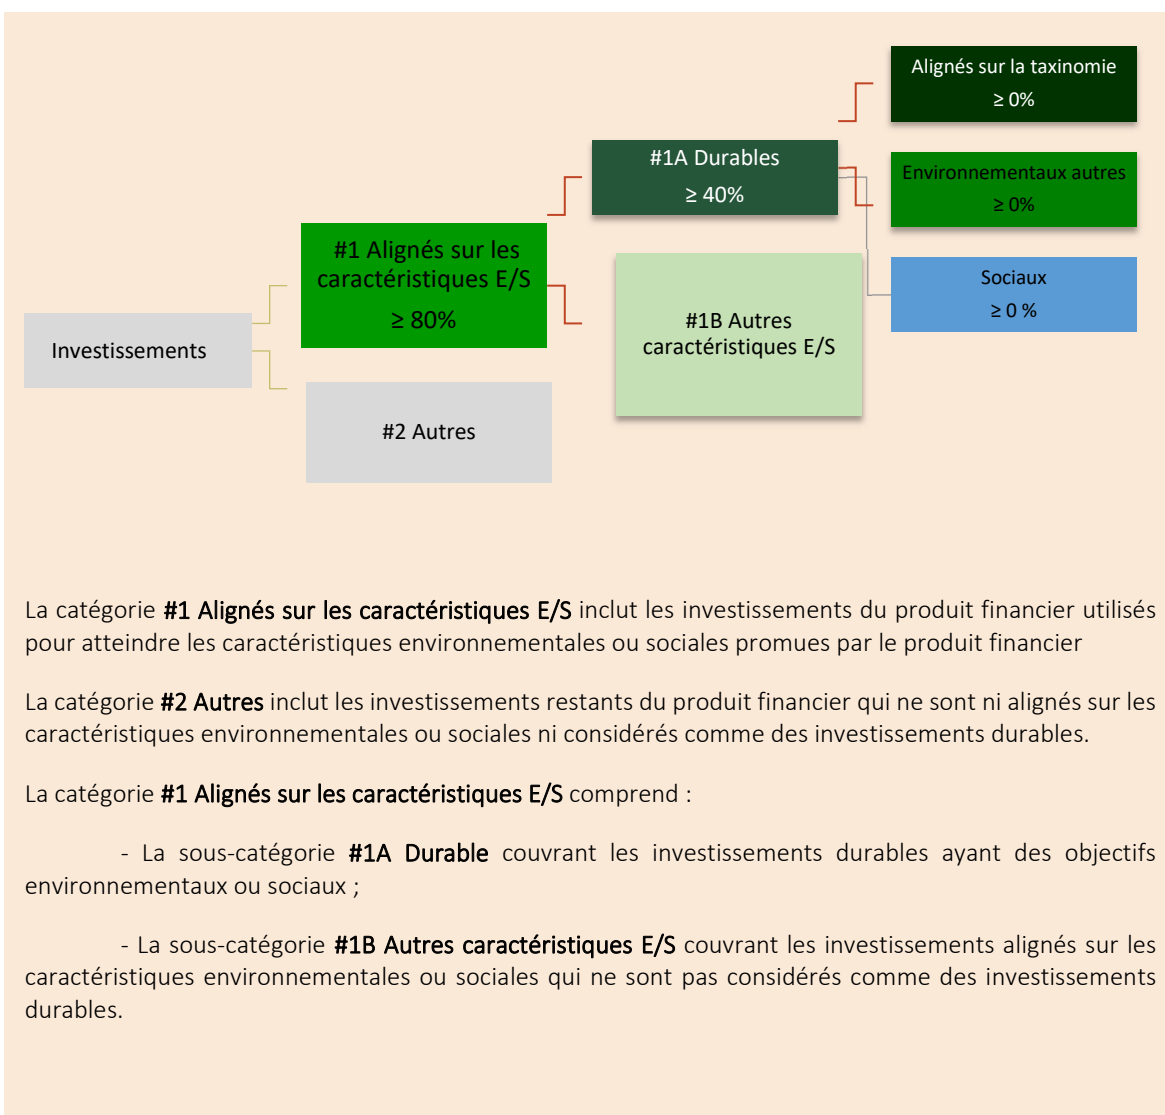 Alignés sur la taxinomie
≥ 0%
#1A Durables
≥ 40%
Environnementaux autres
≥ 0%
#1 Alignés sur les
caractéristiques E/S
≥ 80%
Sociaux
≥ 0 %
#1B Autres
caractéristiques E/S
Investissements
#2 Autres
La catégorie #1 Alignés sur les caractéristiques E/S inclut les investissements du produit financier utilisés
pour atteindre les caractéristiques environnementales ou sociales promues par le produit financier
La catégorie #2 Autres inclut les investissements restants du produit financier qui ne sont ni alignés sur les
caractéristiques environnementales ou sociales ni considérés comme des investissements durables.
La catégorie #1 Alignés sur les caractéristiques E/S comprend :
- La sous-catégorie #1A Durable couvrant les investissements durables ayant des objectifs
environnementaux ou sociaux ;
- La sous-catégorie #1B Autres caractéristiques E/S couvrant les investissements alignés sur les
caractéristiques environnementales ou sociales qui ne sont pas considérés comme des investissements
durables.